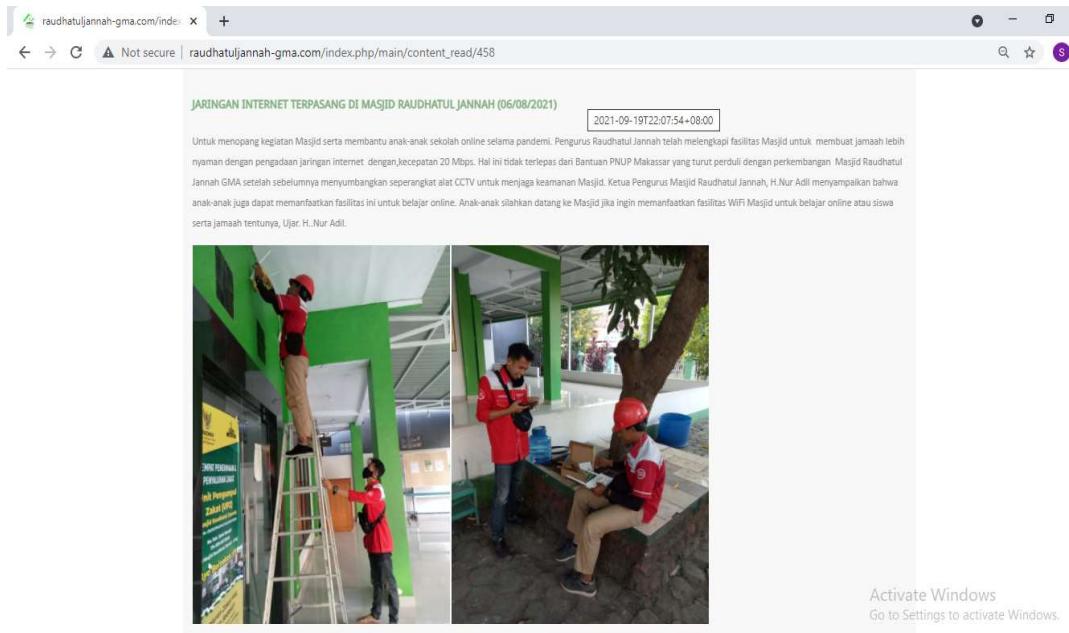 raudhatuljannah-gma.com/index
Not secure | raudhatuljannah-gma.com/index.php/main/content_read/458
S
JARINGAN INTERNET TERPASANG DI MASJID RAUDHATUL JANNAH (06/08/2021)
2021-09-19T22:07:54+08:00
Untuk menopang kegiatan Masjid serta membantu anak-anak sekolah online selama pandemi. Pengurus Raudhatul Jannah telah melengkapi fasilitas Masjid untuk membuat jamaah lebih
nyaman dengan pengadaan jaringan internet dengan,kecepatan 20 Mbps. Hal ini tidak terlepas dari Bantuan PNUP Makassar yang turut perduli dengan perkembangan Masjid Raudhatul
Jannah GMA setelah sebelumnya menyumbangkan seperangkat alat CCTV untuk menjaga keamanan Masjid. Ketua Pengurus Masjid Raudhatul Jannah, H.Nur Adil menyampaikan bahwa
anak-anak juga dapat memanfaatkan fasilitas ini untuk belajar online. Anak-anak silahkan datang ke Masjid jika ingin memanfaatkan fasilitas WiFi Masjid untuk belajar online atau siswa
serta jamaah tentunya, Ujar. H..Nur Adil.
Unit Pengumpul
Zakat (UPZ)
Activate Windows
Go to Settings to activate Windows.